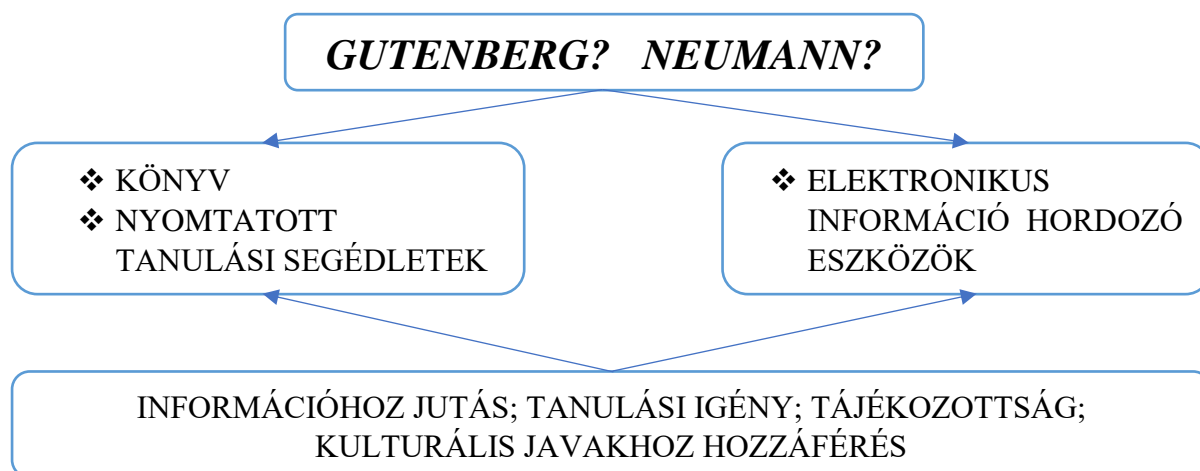 GUTENBERG? NEUMANN?
❖ KÖNYV
❖ NYOMTATOTT
TANULÁSI SEGÉDLETEK
❖ ELEKTRONIKUS
INFORMÁCIÓ HORDOZÓ
ESZKÖZÖK
INFORMÁCIÓHOZ JUTÁS; TANULÁSI IGÉNY; TÁJÉKOZOTTSÁG;
KULTURÁLIS JAVAKHOZ HOZZÁFÉRÉS